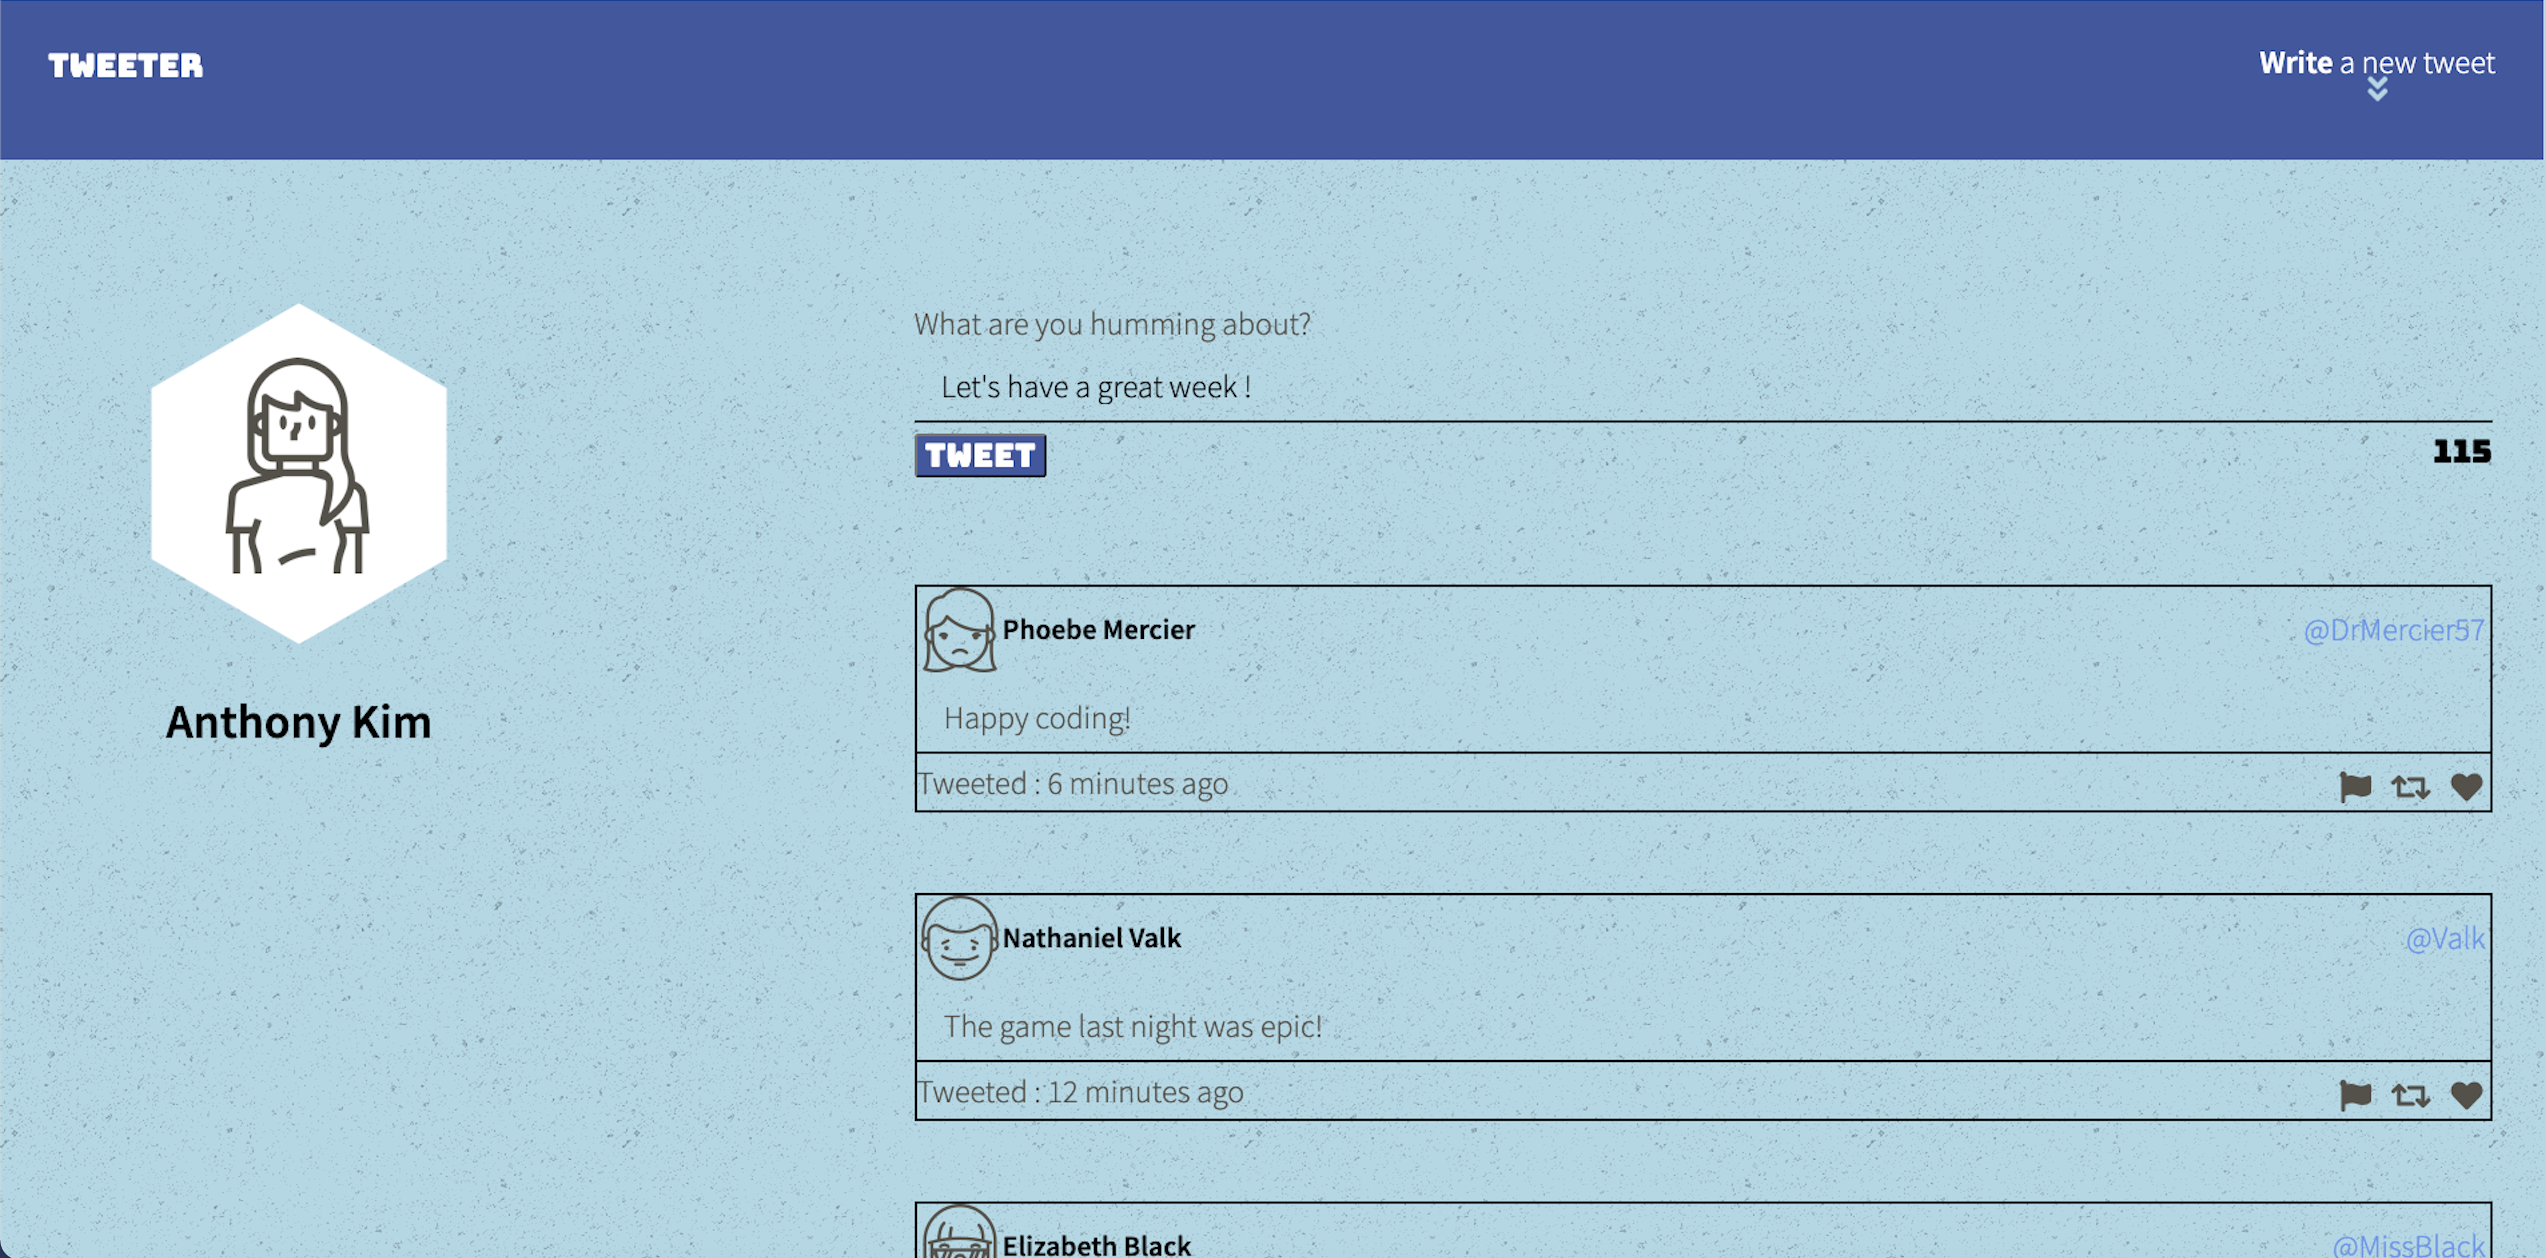 TWEETER
Write a new tweet
Anthony Kim
What are you humming about?
Let's have a great week !
TWEET
115
Phoebe Mercier
@DrMercier57
Happy coding!
Tweeted : 6 minutes ago
Nathaniel Valk
@Valk
The game last night was epic!
Tweeted : 12 minutes ago
Elizabeth Black
@MissBlack